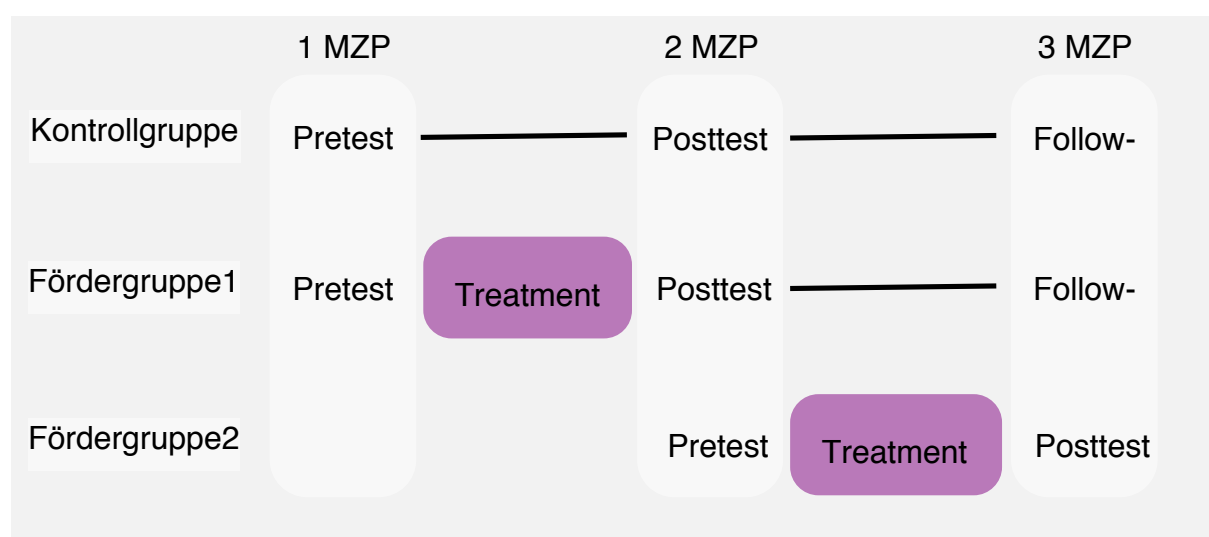 1 MZP 2 MZP 3 MZP
Kontrollgruppe Pretest Posttest Follow-
Fördergruppe1 Pretest Treatment Posttest Follow-
Fördergruppe2 Pretest Treatment Posttest